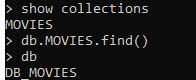 > show collections
MOVIES
> db.MOVIES.find()
> db
DB_MOVIES